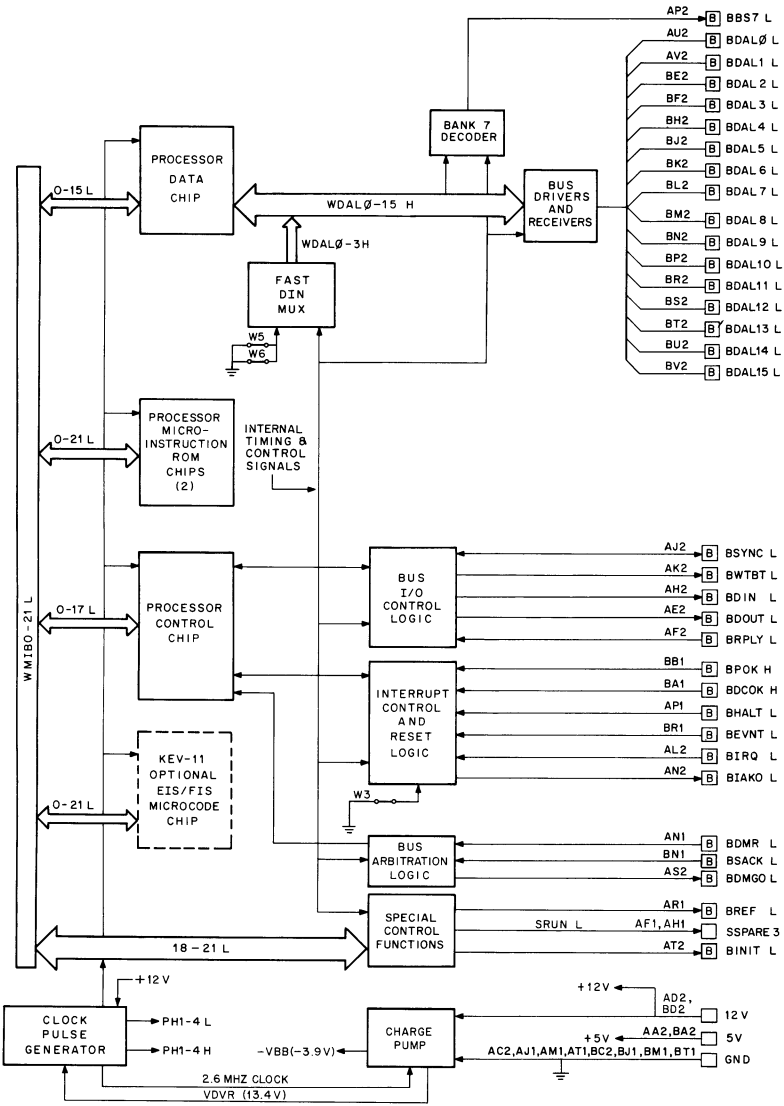 AP2 B BBS7 L
AU2 B BDALØ L
AV2 B BDAL1 L
BE2 B BDAL 2 L
BF2 B BDAL 3 L
BH2 B BDAL 4 L
BJ2 B BDAL 5 L
BK2 B BDAL 6 L
BL2 B BDAL 7 L
BM2 B BDAL 8 L
BN2 B BDAL 9 L
BP2 B BDAL10 L
BR2 B BDAL11 L
BS2 B BDAL12 L
BT2 B BDAL13 L
BU2 B BDAL14 L
BV2 B BDAL15 L
BANK 7
DECODER
PROCESSOR
DATA
CHIP
0-15 L
WDALØ-15 H
BUS
DRIVERS
AND
RECEIVERS
WDALØ-3H
FAST
DIN
MUX
W5
W6
PROCESSOR
MICRO-
INSTRUCTION
ROM
CHIPS
(2)
0-21 L
INTERNAL
TIMING &
CONTROL
SIGNALS
WMIBO-21 L
PROCESSOR
CONTROL
CHIP
0-17 L
BUS
I/O
CONTROL
LOGIC
AJ2 B BSYNC L
AK2 B BWTBT L
AH2 B BDIN L
AE2 B BDOUT L
AF2 B BRPLY L
INTERRUPT
CONTROL
AND
RESET
LOGIC
BB1 B BPOK H
BA1 B BDCOK H
AP1 B BHALT L
BR1 B BEVNT L
AL2 B BIRQ L
AN2 B BIAKO L
W3
KEV-11
OPTIONAL
EIS/FIS
MICROCODE
CHIP
0-21 L
BUS
ARBITRATION
LOGIC
AN1 B BDMR L
BN1 B BSACK L
AS2 B BDMGO L
SPECIAL
CONTROL
FUNCTIONS
18-21 L
AR1 B BREF L
SRUN L AF1, AH1 SSPARE 3
AT2 B BINIT L
+12 V
CLOCK
PULSE
GENERATOR
PH1-4 L
PH1-4 H
CHARGE
PUMP
-VBB(-3.9V)
2.6 MHZ CLOCK
VDVR (13.4V)
+12V
AD2,
BD2
12 V
+5V
AA2, BA2
5V
AC2, AJ1, AM1, AT1, BC2, BJ1, BM1, BT1
GND